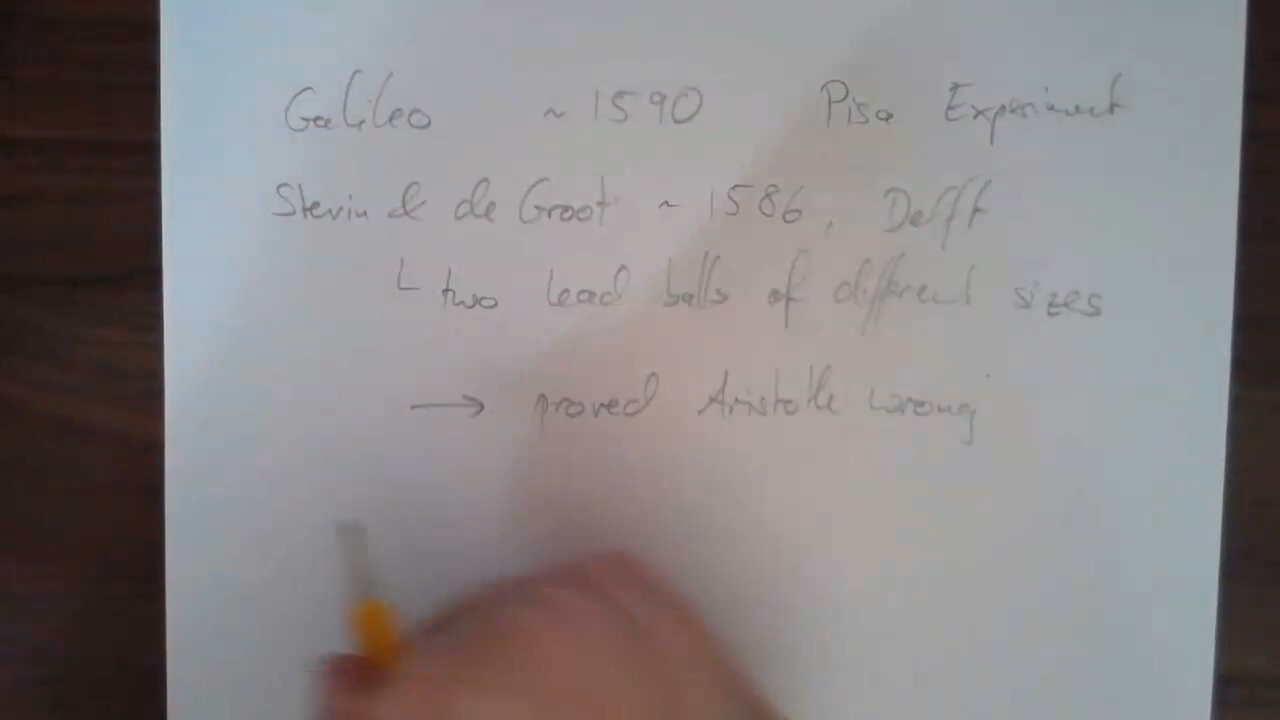 Galileo ~ 1590 Pisa Experiment
Stevin & de Groot ~ 1586, Delft
└ two lead balls of different sizes
→ proved Aristotle wrong